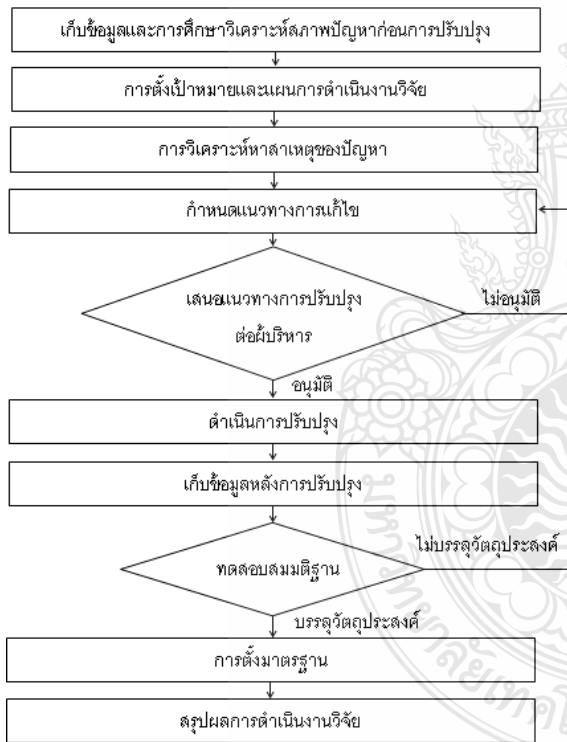 เก็บข้อมูลและการศึกษาวิเคราะห์สภาพปัญหาก่อนการปรับปรุง
การตั้งเป้าหมายและแผนการดำเนินงานวิจัย
การวิเคราะห์หาสาเหตุของปัญหา
กำหนดแนวทางการแก้ไข
เสนอแนวทางการปรับปรุง
ต่อผู้บริหาร
ไม่อนุมัติ
อนุมัติ
ดำเนินการปรับปรุง
เก็บข้อมูลหลังการปรับปรุง
ทดสอบสมมติฐาน
ไม่บรรลุวัตถุประสงค์
บรรลุวัตถุประสงค์
การตั้งมาตรฐาน
สรุปผลการดำเนินงานวิจัย